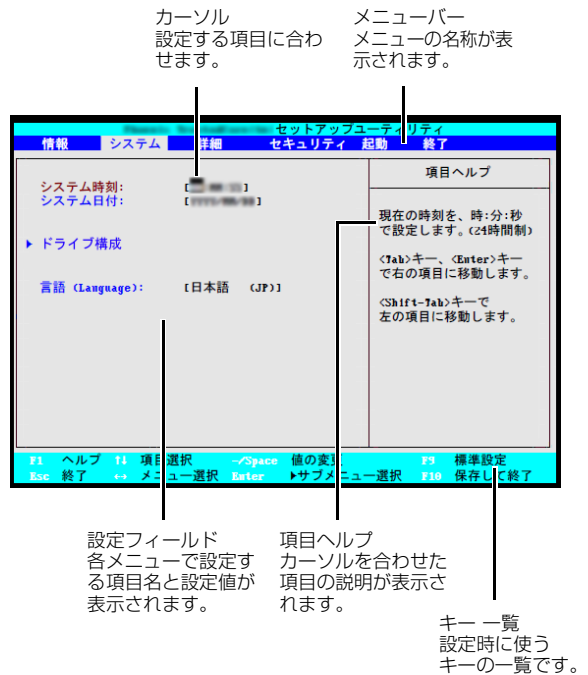 カーソル
設定する項目に合わ
せます。
メニューバー
メニューの名称が表
示されます。
セットアップユーティリティ
情報 システム 詳細 セキュリティ 起動 終了
システム時刻:
システム日付:
ドライブ構成
言語 (Language): [日本語 (JP)]
項目ヘルプ
現在の時刻を、時:分:秒
で設定します。(24時間制)
<Tab>キー、<Enter>キー
で右の項目に移動します。
<Shift-Tab>キーで
左の項目に移動します。
F1 ヘルプ ↑↓ 項目選択 -/Space 値の変更 F9 標準設定
Esc 終了 ↔ メニュー選択 Enter ▶サブメニュー選択 F10 保存して終了
設定フィールド
各メニューで設定す
る項目名と設定値が
表示されます。
項目ヘルプ
カーソルを合わせた
項目の説明が表示さ
れます。
キー 一覧
設定時に使う
キーの一覧です。